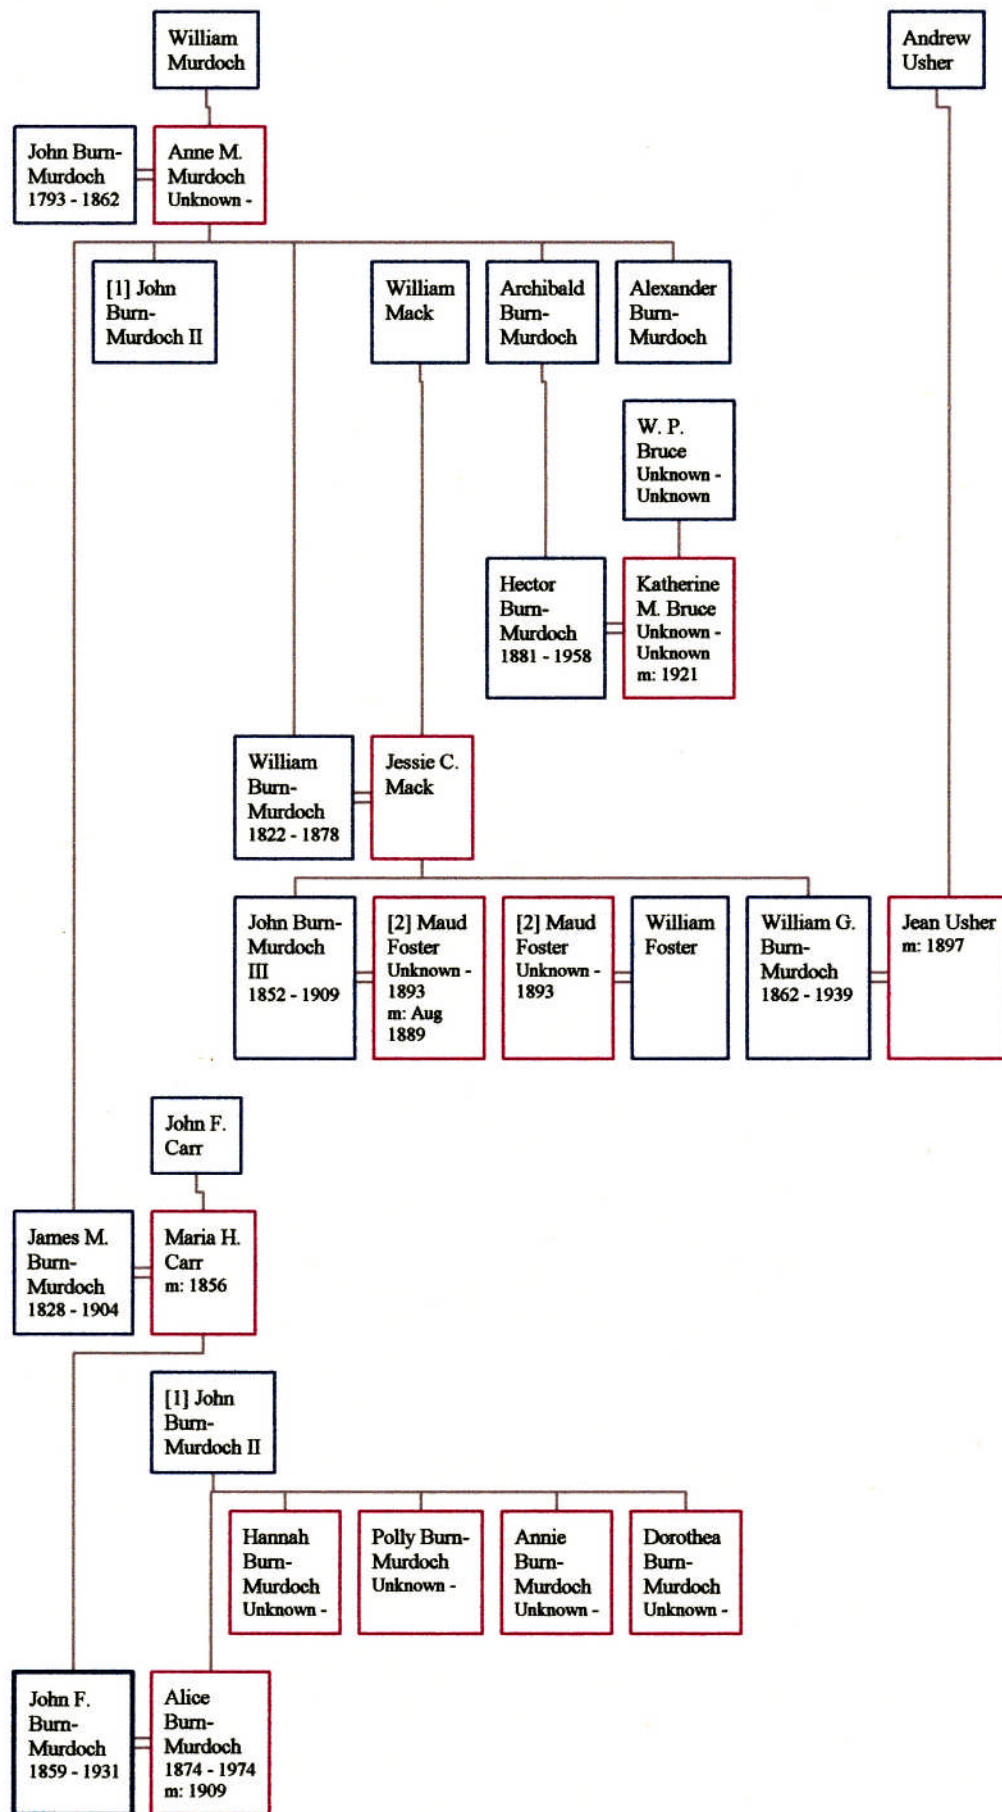 William
Murdoch
Andrew
Usher
John Burn-
Murdoch
1793 - 1862
Anne M.
Murdoch
Unknown -
[1] John
Burn-
Murdoch II
William
Mack
Archibald
Burn-
Murdoch
Alexander
Burn-
Murdoch
W. P.
Bruce
Unknown -
Unknown
Hector
Burn-
Murdoch
1881 - 1958
Katherine
M. Bruce
Unknown -
Unknown
m: 1921
William
Burn-
Murdoch
1822 - 1878
Jessie C.
Mack
John Burn-
Murdoch
III
1852 - 1909
[2] Maud
Foster
Unknown -
1893
m: Aug
1889
[2] Maud
Foster
Unknown -
1893
William
Foster
William G.
Burn-
Murdoch
1862 - 1939
Jean Usher
m: 1897
John F.
Carr
James M.
Burn-
Murdoch
1828 - 1904
Maria H.
Carr
m: 1856
[1] John
Burn-
Murdoch II
Hannah
Burn-
Murdoch
Unknown -
Polly Burn-
Murdoch
Unknown -
Annie
Burn-
Murdoch
Unknown -
Dorothea
Burn-
Murdoch
Unknown -
John F.
Burn-
Murdoch
1859 - 1931
Alice
Burn-
Murdoch
1874 - 1974
m: 1909